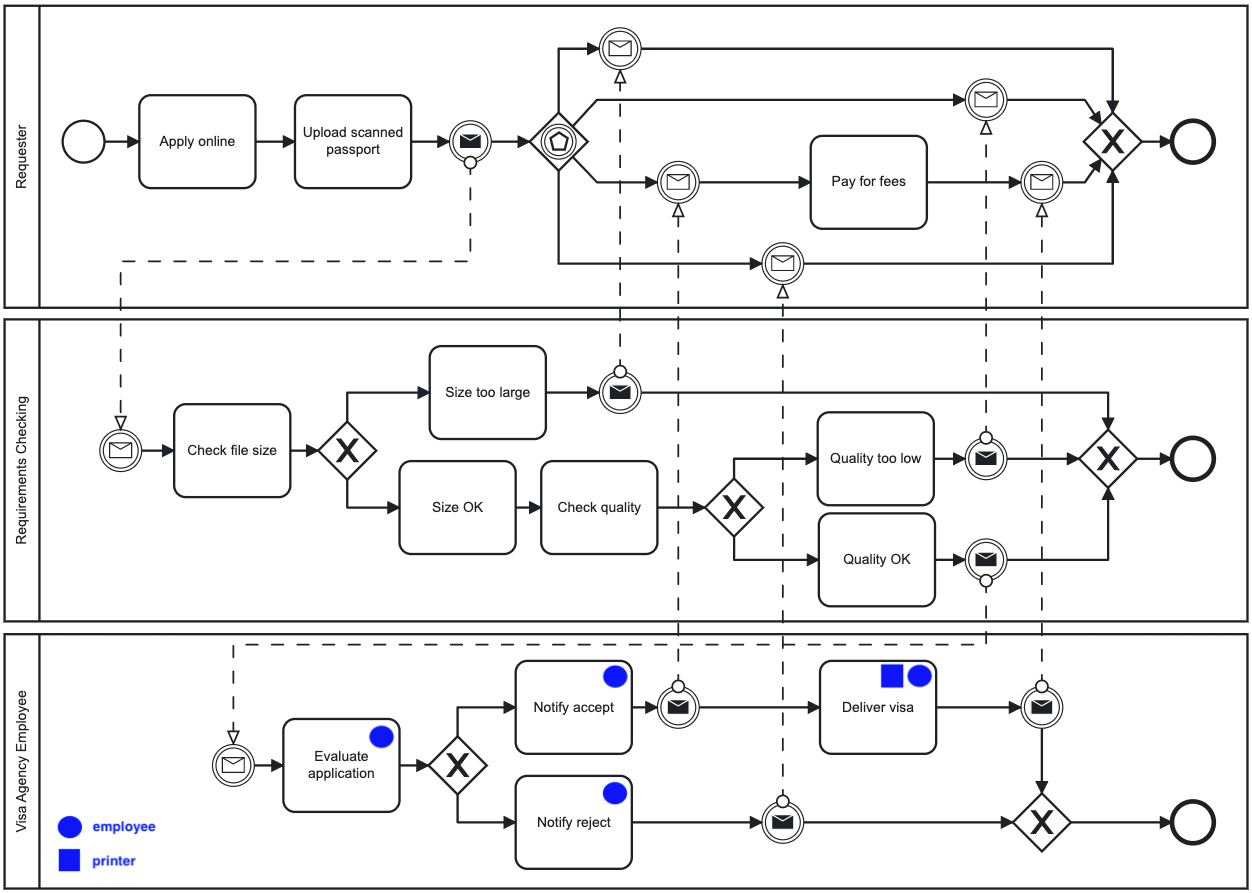 Requester
Apply online
Upload scanned
passport
Pay for fees
Requirements Checking
Check file size
Size too large
Size OK
Check quality
Quality too low
Quality OK
Visa Agency Employee
Evaluate
application
Notify accept
Notify reject
Deliver visa
employee
printer